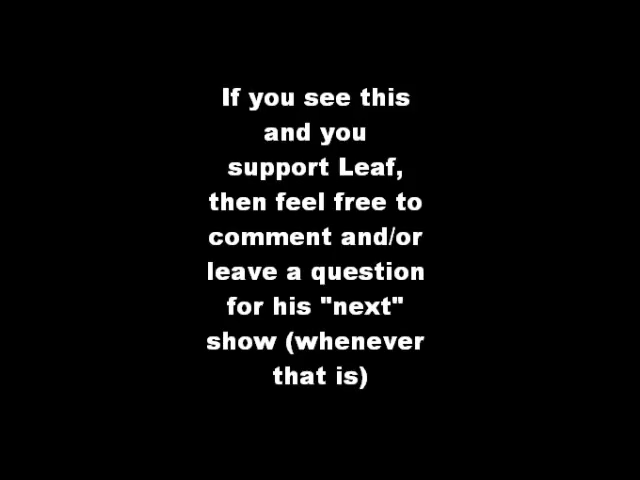 If you see this
and you
support Leaf,
then feel free to
comment and/or
leave a question
for his "next"
show (whenever
that is)